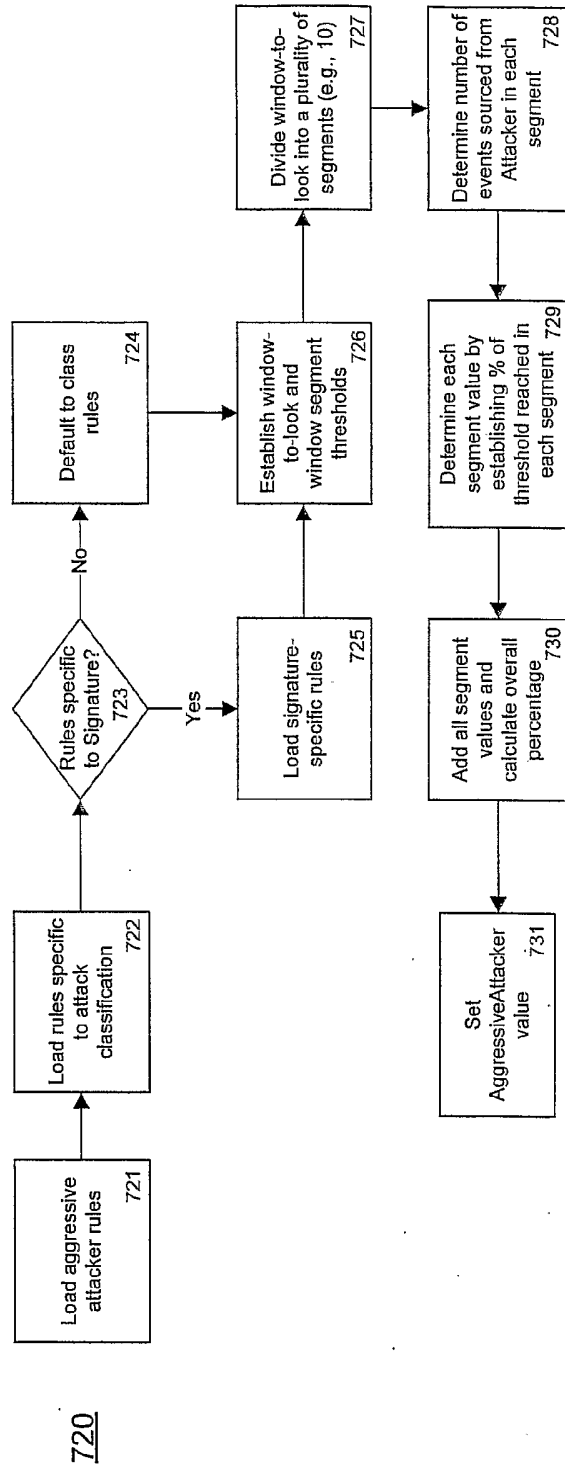 720
Load aggressive
attacker rules
721
Load rules specific
to attack
classification
722
Rules specific
to Signature?
723
No
Yes
Default to class
rules
724
Load signature-
specific rules
725
Establish window-
to-look and
window segment
thresholds
726
Divide window-to-
look into a plurality of
segments (e.g., 10)
727
Determine number of
events sourced from
Attacker in each
segment
728
Determine each
segment value by
establishing % of
threshold reached in
each segment
729
Add all segment
values and
calculate overall
percentage
730
Set
AggressiveAttacker
value
731